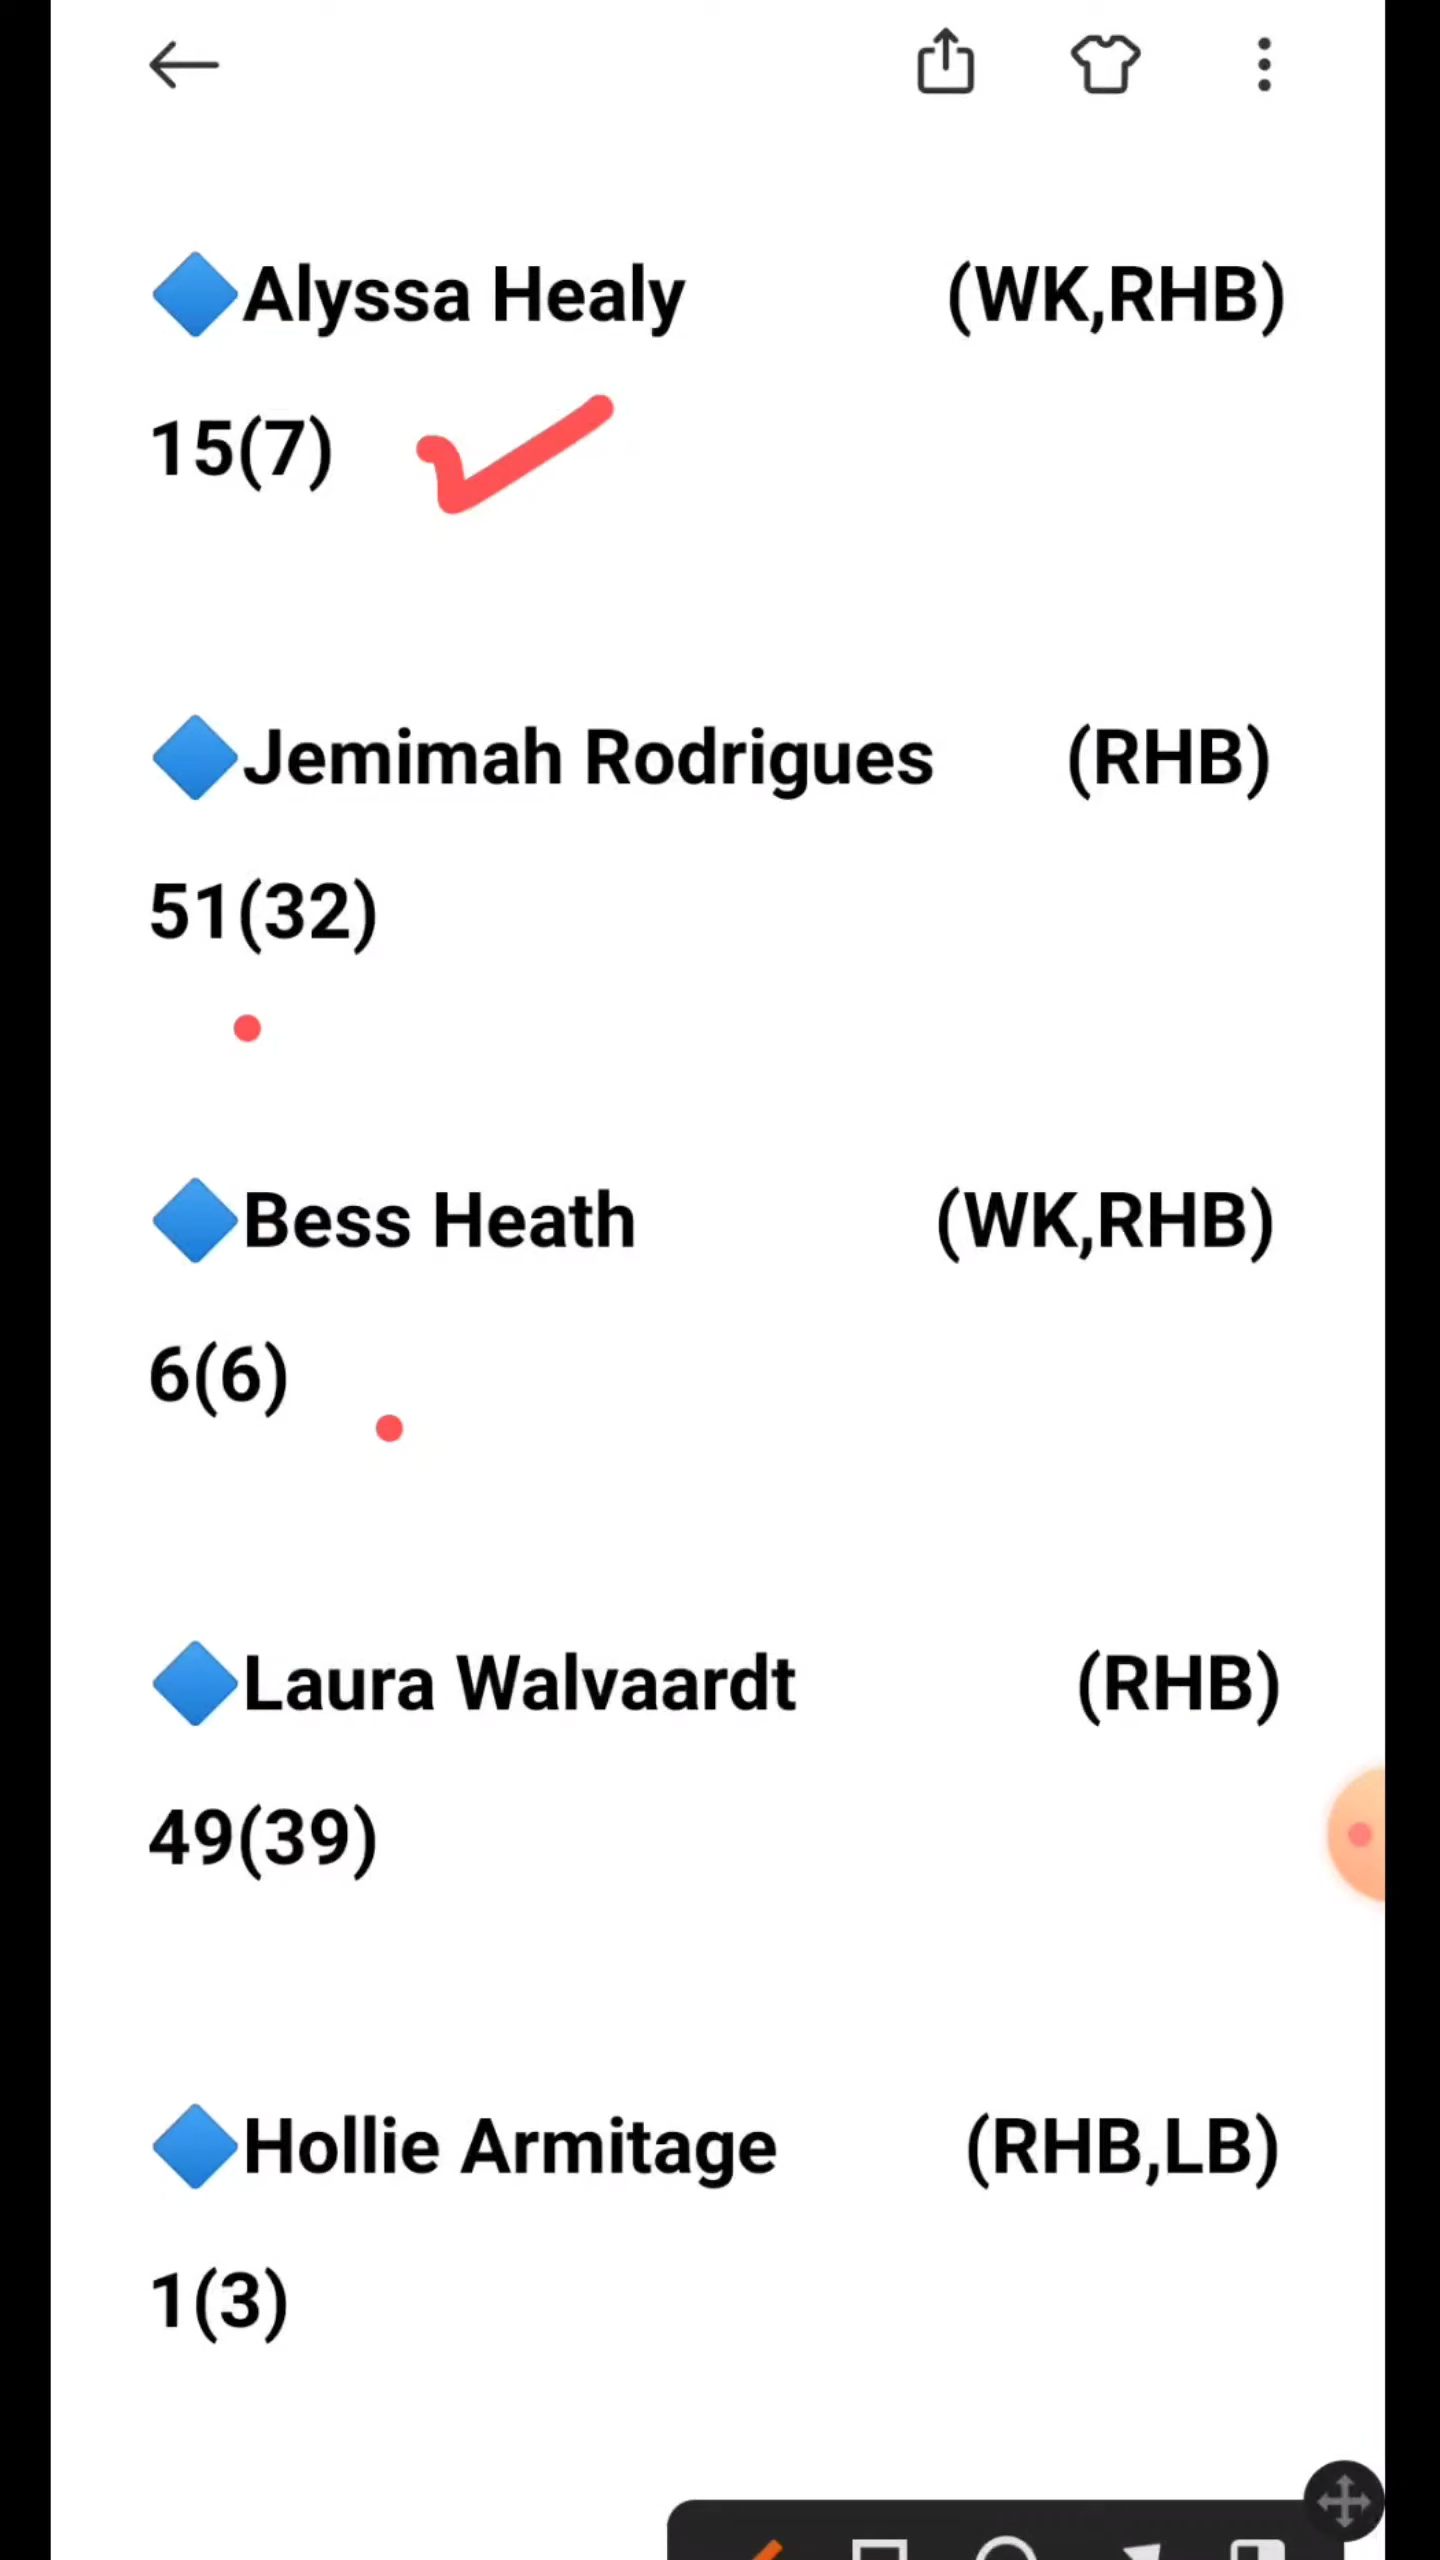 🔷Alyssa Healy (WK,RHB)
15(7)
🔷Jemimah Rodrigues (RHB)
51(32)
🔷Bess Heath (WK,RHB)
6(6)
🔷Laura Walvaardt (RHB)
49(39)
🔷Hollie Armitage (RHB,LB)
1(3)